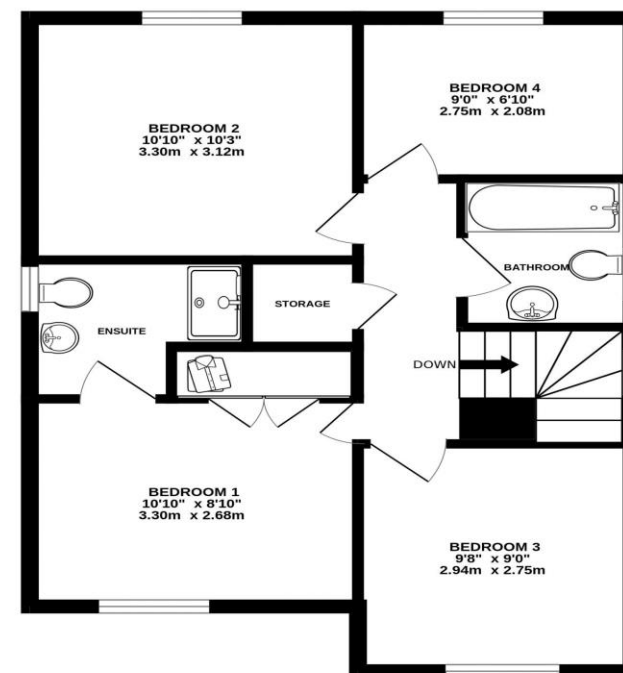 BEDROOM 4
9'0" x 6'10"
2.75m x 2.08m
BEDROOM 2
10'10" x 10'3"
3.30m x 3.12m
BATHROOM
STORAGE
ENSUITE
DOWN
BEDROOM 1
10'10" x 8'10"
3.30m x 2.68m
BEDROOM 3
9'8" x 9'0"
2.94m x 2.75m